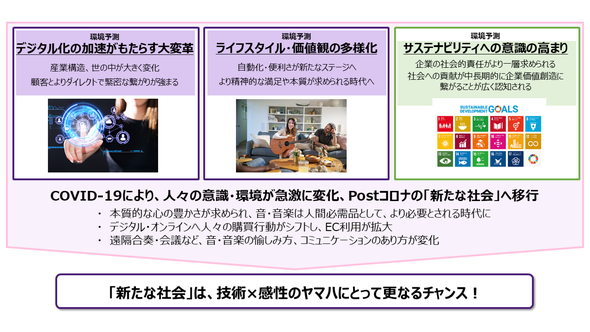 環境予測
デジタル化の加速がもたらす大変革
産業構造、世の中が大きく変化
顧客とよりダイレクトで緊密な繋がりが強まる
環境予測
ライフスタイル・価値観の多様化
自動化・便利さが新たなステージへ
より精神的な満足や本質が求められる時代へ
環境予測
サステナビリティへの意識の高まり
企業の社会的責任がより一層求められる
社会への貢献が中長期的に企業価値創造に
繋がることが広く認知される
SUSTAINABLE
DEVELOPMENT
GOALS
COVID-19により、人々の意識・環境が急激に変化、Postコロナの「新たな社会」へ移行
・ 本質的な心の豊かさが求められ、音・音楽は人間必需品として、より必要とされる時代に
・ デジタル・オンラインへ人々の購買行動がシフトし、EC利用が拡大
・ 遠隔合奏・会議など、音・音楽の愉しみ方、コミュニケーションのあり方が変化
「新たな社会」は、技術×感性のヤマハにとって更なるチャンス！